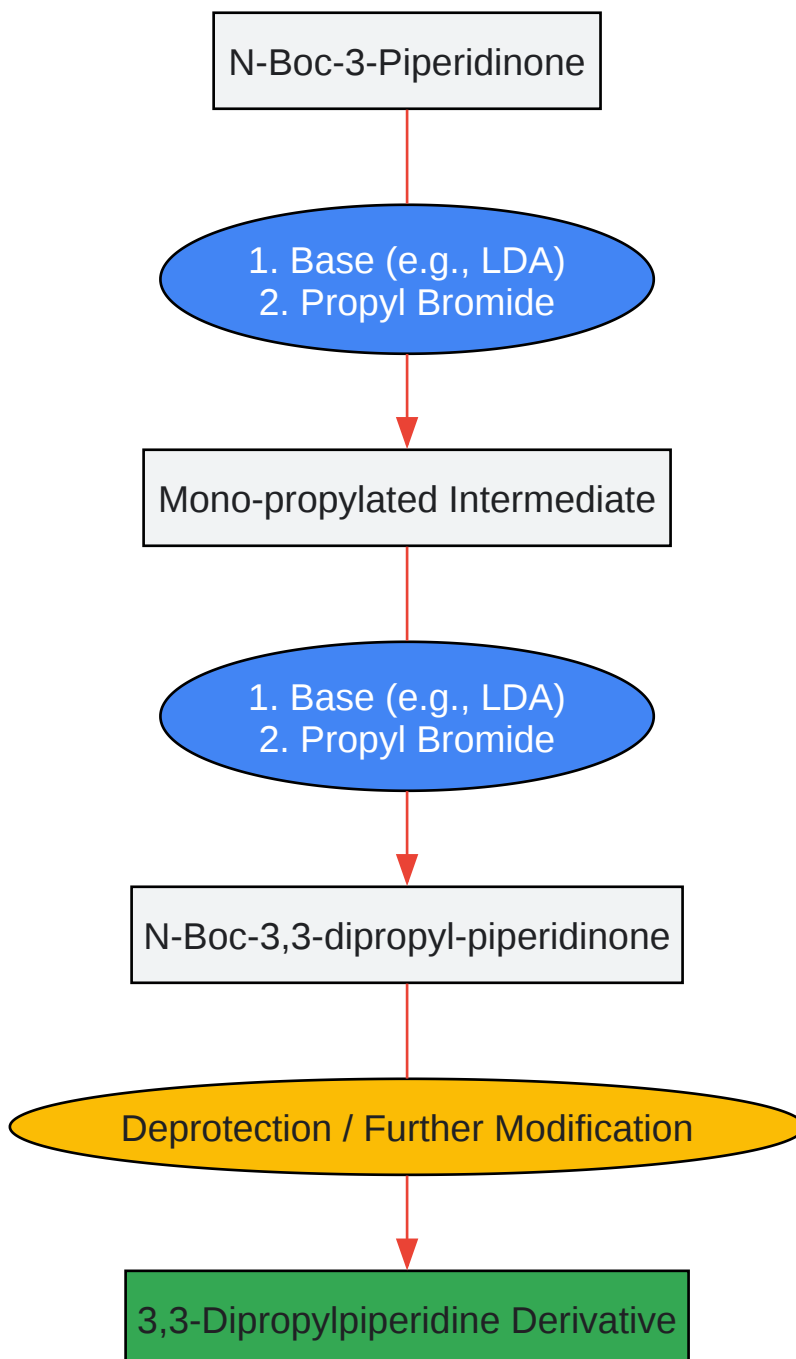 N-Boc-3-Piperidinone
1. Base (e.g., LDA)
2. Propyl Bromide
Mono-propylated Intermediate
1. Base (e.g., LDA)
2. Propyl Bromide
N-Boc-3,3-dipropyl-piperidinone
Deprotection / Further Modification
3,3-Dipropylpiperidine Derivative